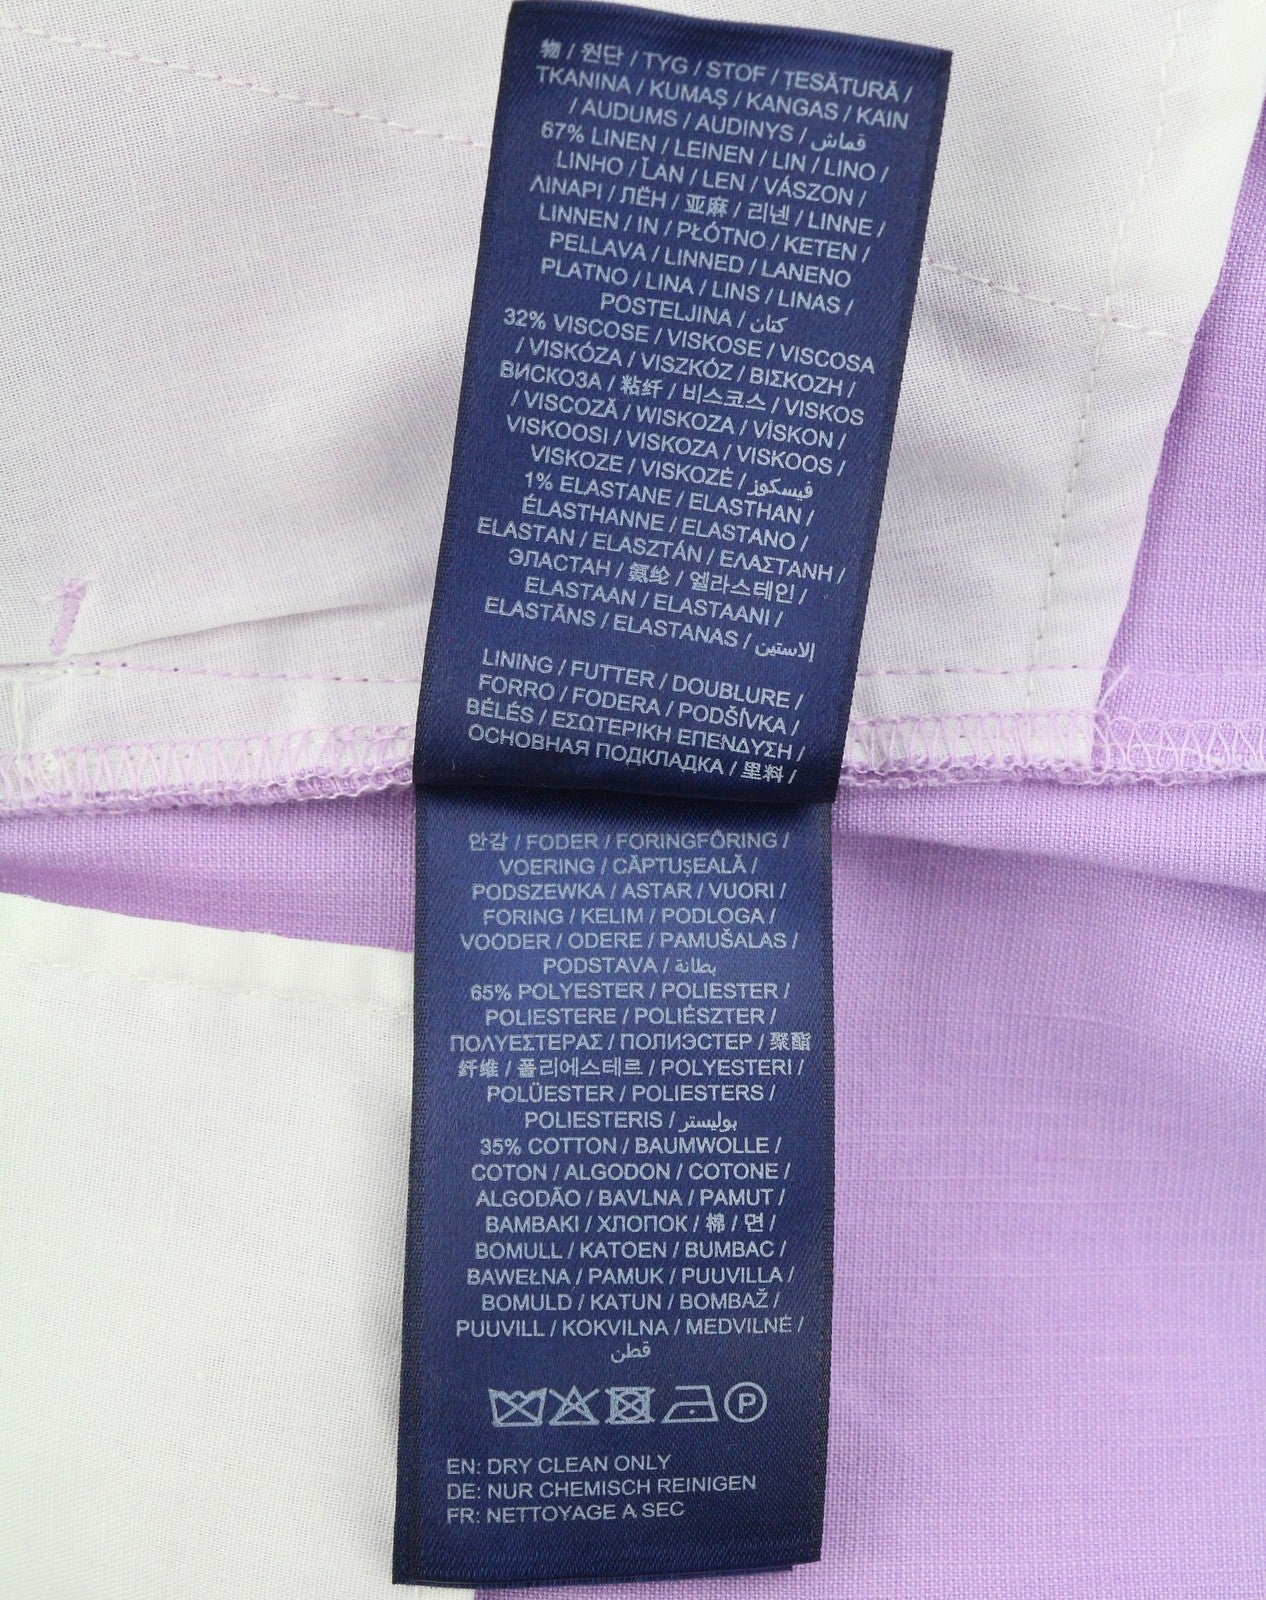 物 / 원단 / TYG / STOF / ȚESĂTURĂ /
TKANINA / KUMAŞ / KANGAS / KAIN
/ AUDUMS / AUDINYS / قماش
67% LINEN / LEINEN / LIN / LINO /
LINHO / ĽAN / LEN / VÁSZON /
ΛΙΝΑΡΙ / ЛЁН / 亚麻 / 리넨 / LINNE /
LINNEN / IN / PŁÓTNO / KETEN /
PELLAVA / LINNED / LANENO
PLATNO / LINA / LINS / LINAS /
POSTELJINA / كتان
32% VISCOSE / VISKOSE / VISCOSA
/ VISKÓZA / VISZKÓZ / ΒΙΣΚΟΖΗ /
ВИСКОЗА / 粘纤 / 비스코스 / VISKOS
/ VISCOZĂ / WISKOZA / VİSKON /
VISKOOSI / VISKOZA / VISKOOS /
VISKOZE / VISKOZĖ / فيسكوز
1% ELASTANE / ELASTHAN /
ÉLASTHANNE / ELASTANO /
ELASTAN / ELASZTÁN / ΕΛΑΣΤΑΝΗ /
ЭЛАСТАН / 氨纶 / 엘라스테인 /
ELASTAAN / ELASTAANI /
ELASTĀNS / ELASTANAS / إلاستين
LINING / FUTTER / DOUBLURE /
FORRO / FODERA / PODŠÍVKA /
BÉLÉS / ΕΣΩΤΕΡΙΚΗ ΕΠΕΝΔΥΣΗ /
ОСНОВНАЯ ПОДКЛАДКА / 里料 /
안감 / FODER / FORINGFÔRING /
VOERING / CĂPTUȘEALĂ /
PODSZEWKA / ASTAR / VUORI /
FORING / KELIM / PODLOGA /
VOODER / ODERE / PAMUŠALAS /
PODSTAVA / بطانة
65% POLYESTER / POLIESTER /
POLIESTERE / POLIÉSZTER /
ΠΟΛΥΕΣΤΕΡΑΣ / ПОЛИЭСТЕР / 聚酯
纤维 / 폴리에스테르 / POLYESTERI /
POLÜESTER / POLIESTERS /
POLIESTERIS / بوليستر
35% COTTON / BAUMWOLLE /
COTON / ALGODON / COTONE /
ALGODÃO / BAVLNA / PAMUT /
ΒΑΜΒΑΚΙ / ХЛОПОК / 棉 / 면 /
BOMULL / KATOEN / BUMBAC /
BAWEŁNA / PAMUK / PUUVILLA /
BOMULD / KATUN / BOMBAŽ /
PUUVILL / KOKVILNA / MEDVILNĖ /
قطن
P
EN: DRY CLEAN ONLY
DE: NUR CHEMISCH REINIGEN
FR: NETTOYAGE A SEC